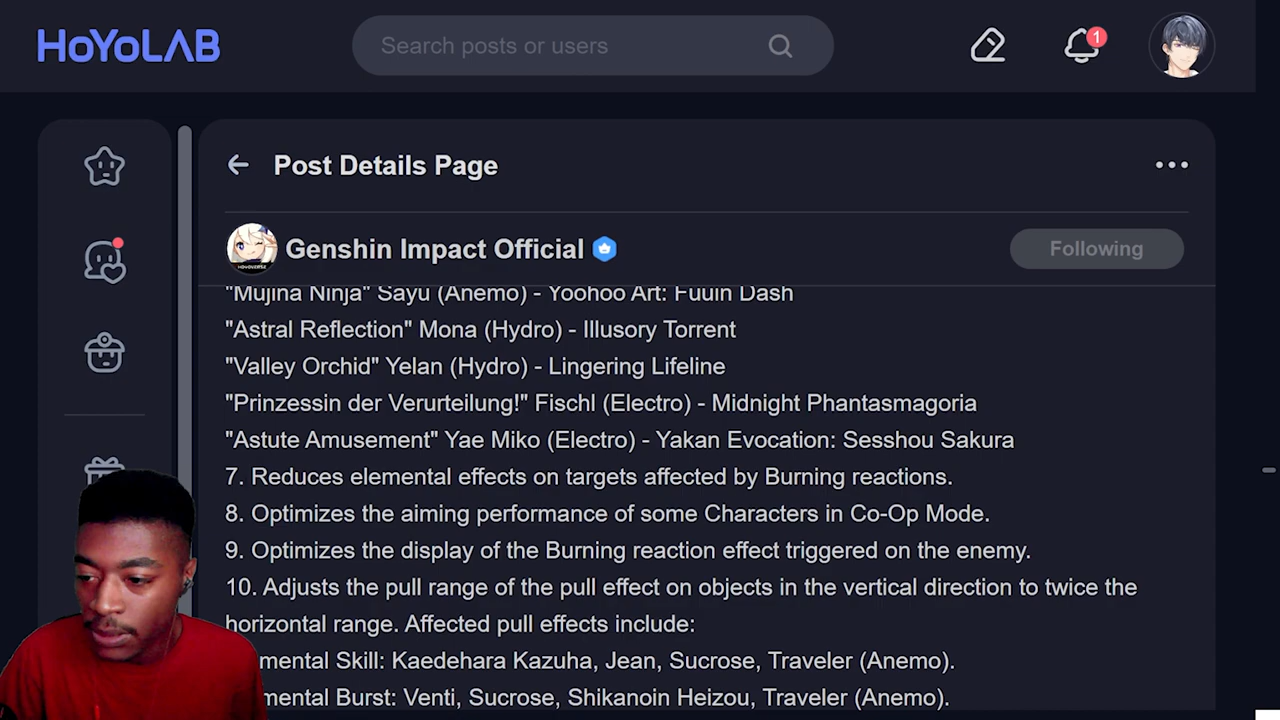 HoYoLAB
Search posts or users
1
Post Details Page
Genshin Impact Official
Following
"Mujina Ninja" Sayu (Anemo) - Yoohoo Art: Fuuin Dash
"Astral Reflection" Mona (Hydro) - Illusory Torrent
"Valley Orchid" Yelan (Hydro) - Lingering Lifeline
"Prinzessin der Verurteilung!" Fischl (Electro) - Midnight Phantasmagoria
"Astute Amusement" Yae Miko (Electro) - Yakan Evocation: Sesshou Sakura
7. Reduces elemental effects on targets affected by Burning reactions.
8. Optimizes the aiming performance of some Characters in Co-Op Mode.
9. Optimizes the display of the Burning reaction effect triggered on the enemy.
10. Adjusts the pull range of the pull effect on objects in the vertical direction to twice the
horizontal range. Affected pull effects include:
mental Skill: Kaedehara Kazuha, Jean, Sucrose, Traveler (Anemo).
mental Burst: Venti, Sucrose, Shikanoin Heizou, Traveler (Anemo).